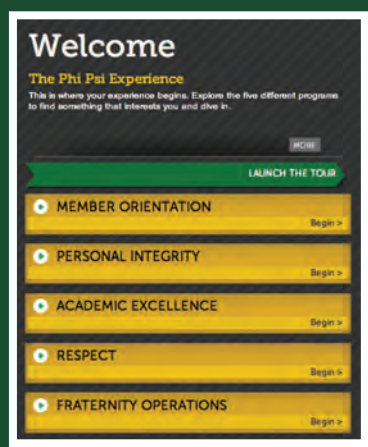 Welcome
The Phi Psi Experience
This is where your experience begins. Explore the five different programs
to find something that interests you and dive in.
MORE
LAUNCH THE TOUR
MEMBER ORIENTATION
Begin >
PERSONAL INTEGRITY
Begin >
ACADEMIC EXCELLENCE
Begin >
RESPECT
Begin >
FRATERNITY OPERATIONS
Begin >